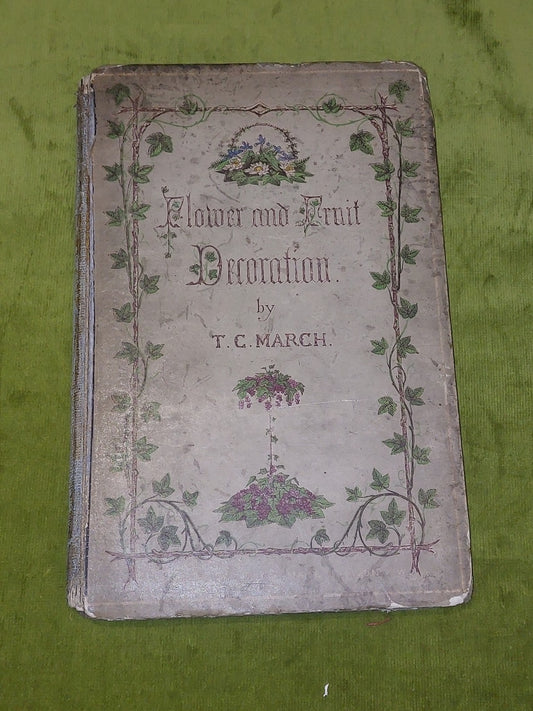 Flower and Fruit
Decoration.
by
T. C. MARCH.